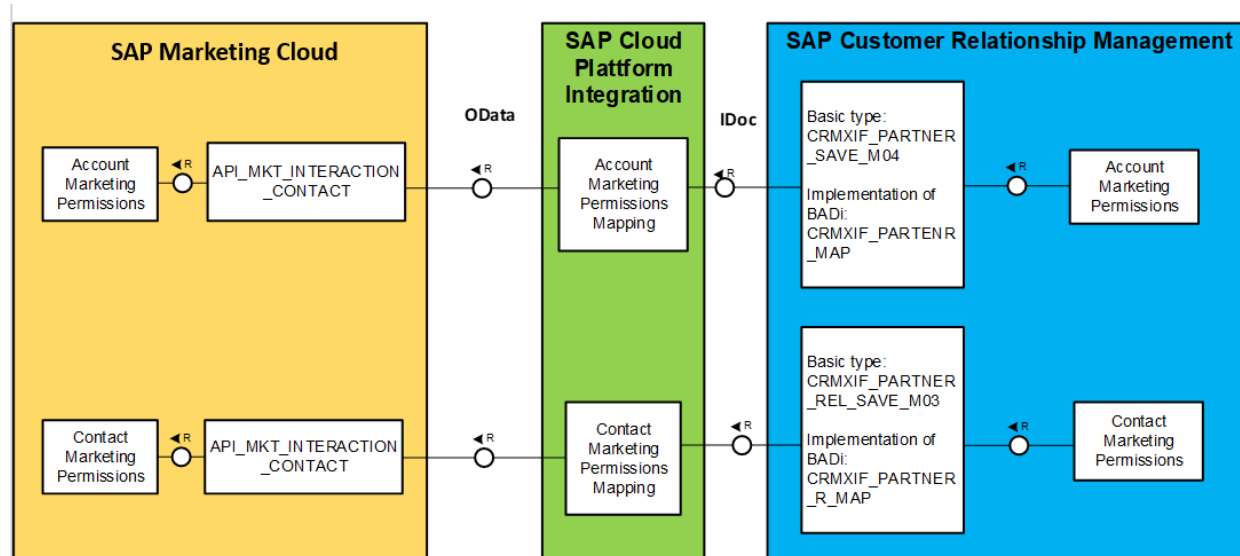 SAP Marketing Cloud
Account
Marketing
Permissions
R
API_MKT_INTERACTION
_CONTACT
Contact
Marketing
Permissions
R
API_MKT_INTERACTION
_CONTACT
OData
R
R
SAP Cloud
Plattform
Integration
Account
Marketing
Permissions
Mapping
Contact
Marketing
Permissions
Mapping
IDoc
R
R
SAP Customer Relationship Management
Basic type:
CRMXIF_PARTNER
_SAVE_M04
Implementation of
BADi:
CRMXIF_PARTENR
_MAP
R
Account
Marketing
Permissions
Basic type:
CRMXIF_PARTNER
_REL_SAVE_M03
Implementation of
BADi:
CRMXIF_PARTNER
_R_MAP
R
Contact
Marketing
Permissions